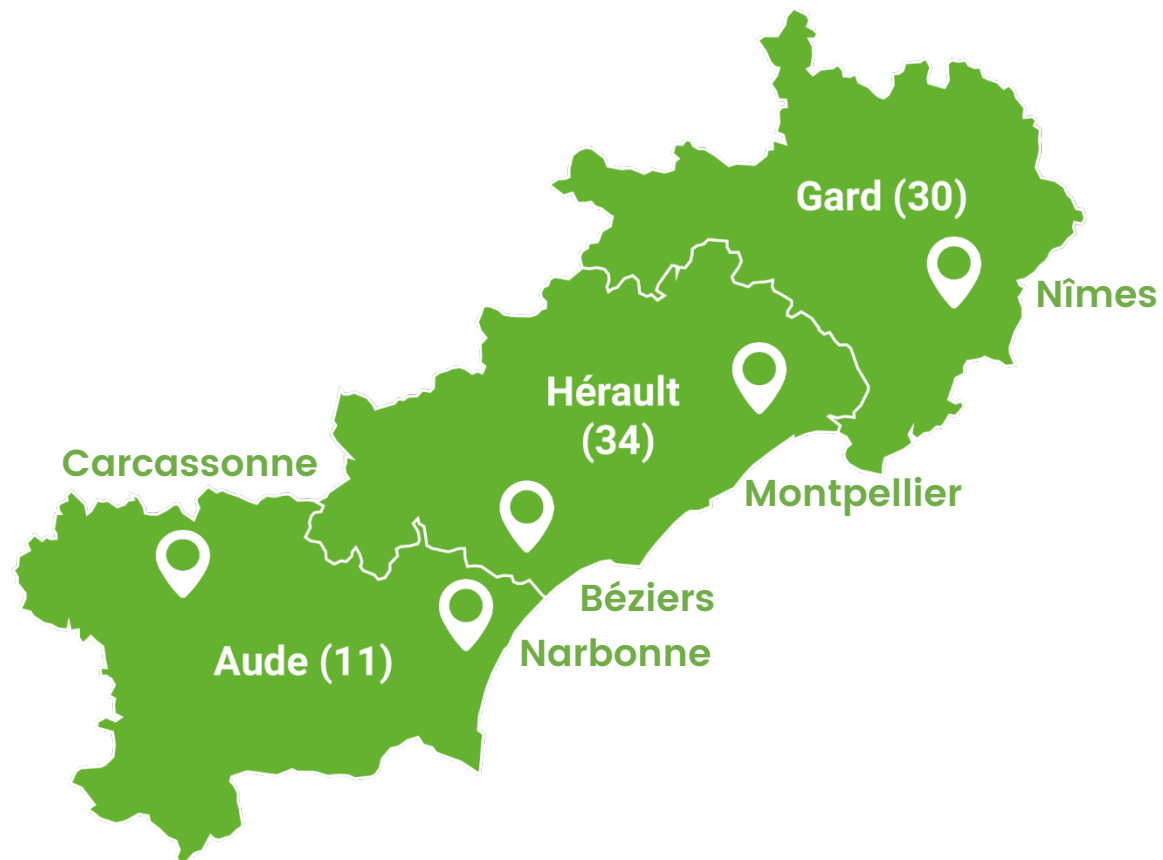 Gard (30)
Nîmes
Hérault
(34)
Carcassonne
Montpellier
Béziers
Narbonne
Aude (11)